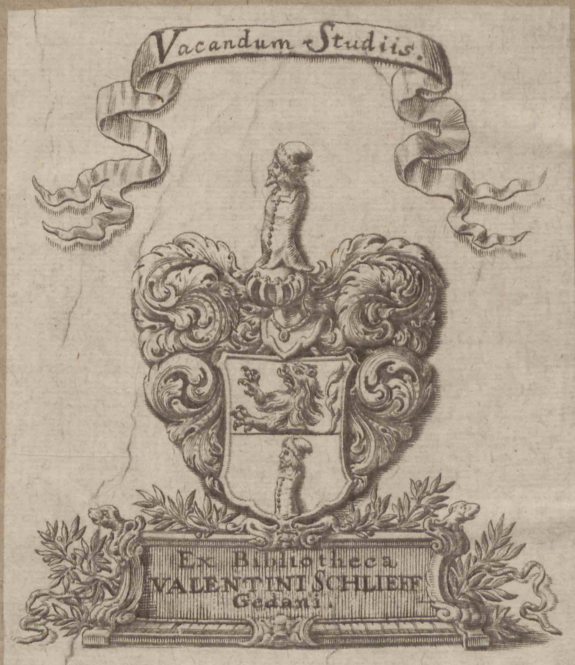 Vacandum Studiis.
Ex Bibliotheca
VALENTINI SCHLIEFF
Gedani.